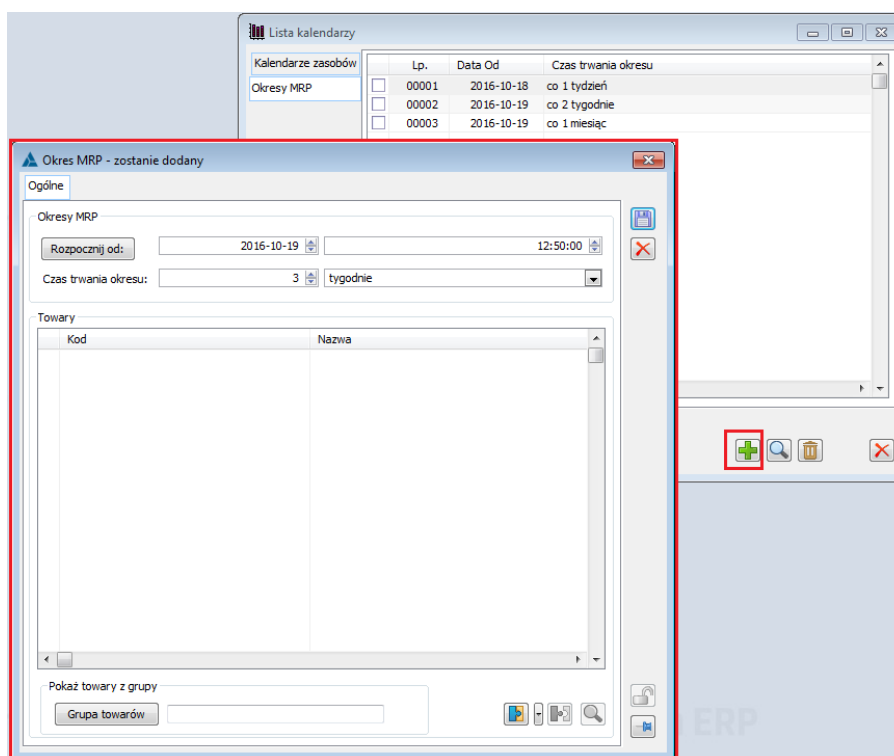 Lista kalendarzy
Kalendarze zasobów
Okresy MRP
Lp. Data Od Czas trwania okresu
00001 2016-10-18 co 1 tydzień
00002 2016-10-19 co 2 tygodnie
00003 2016-10-19 co 1 miesiąc
Okres MRP - zostanie dodany
Ogólne
Okresy MRP
Rozpocznij od: 2016-10-19 12:50:00
Czas trwania okresu: 3 tygodnie
Towary
Kod Nazwa
Pokaż towary z grupy
Grupa towarów
ERP